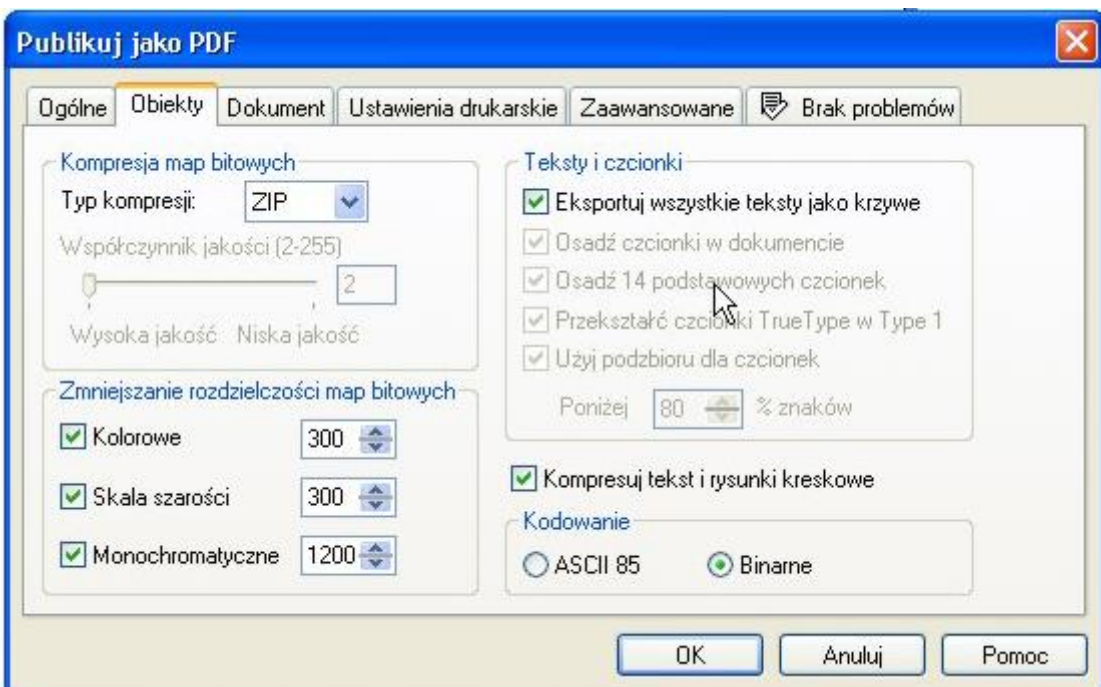 Publikuj jako PDF
Ogólne Obiekty Dokument Ustawienia drukarskie Zaawansowane Brak problemów
Kompresja map bitowych
Typ kompresji: ZIP
Współczynnik jakości (2-255)
2
Wysoka jakość Niska jakość
Zmniejszanie rozdzielczości map bitowych
Kolorowe 300
Skala szarości 300
Monochromatyczne 1200
Teksty i czcionki
Eksportuj wszystkie teksty jako krzywe
Osadź czcionki w dokumencie
Osadź 14 podstawowych czcionek
Przekształć czcionki TrueType w Type 1
Użyj podzbioru dla czcionek
Poniżej 80 % znaków
Kompresuj tekst i rysunki kreskowe
Kodowanie
ASCII 85 Binarne
OK Anuluj Pomoc